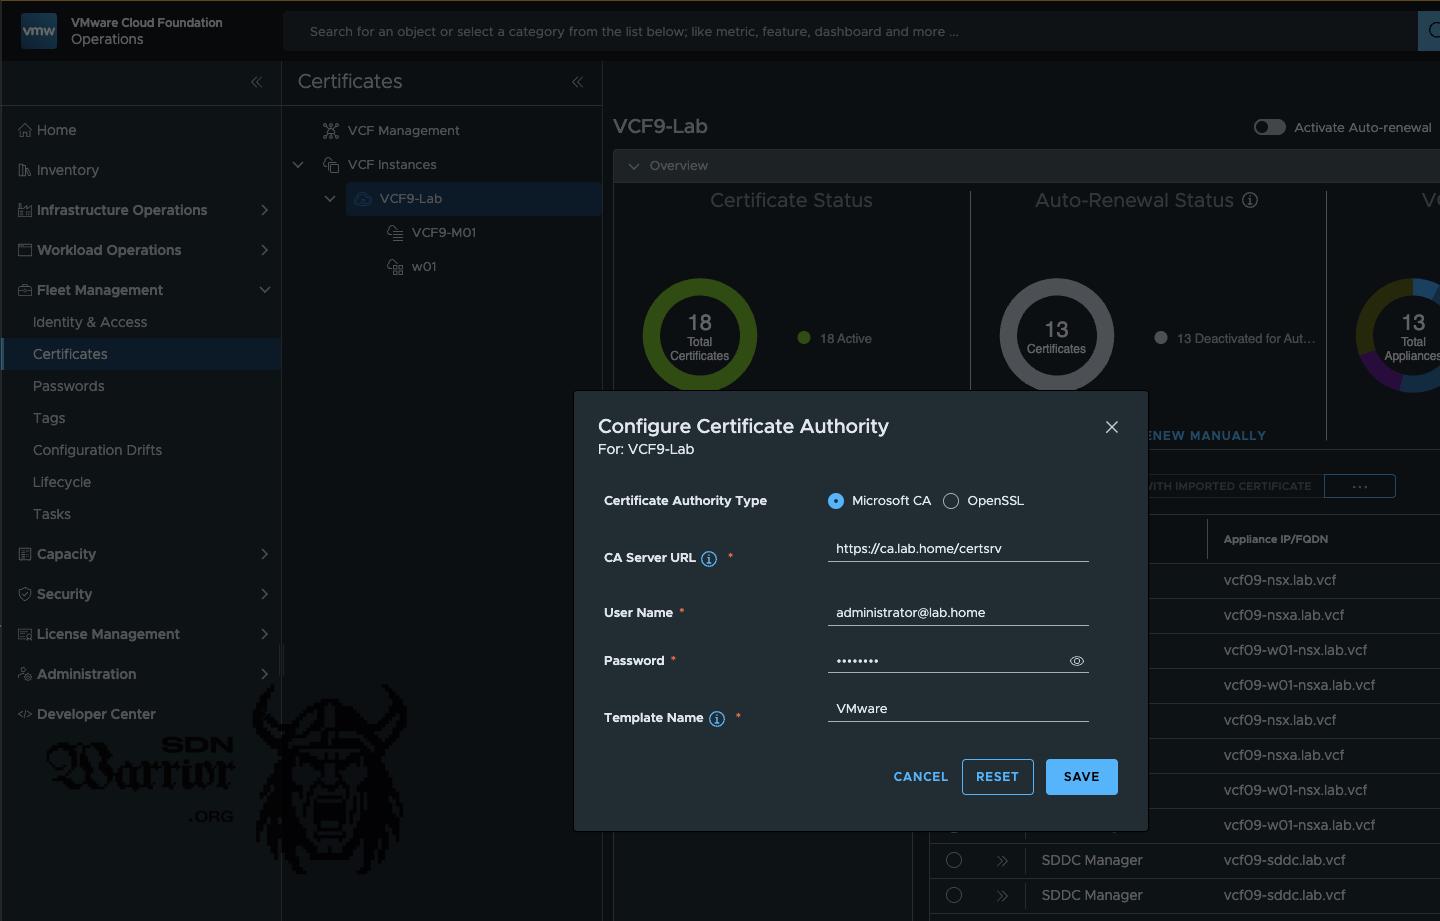 vmw
VMware Cloud Foundation
Operations
Search for an object or select a category from the list below; like metric, feature, dashboard and more ...
Home
Inventory
Infrastructure Operations
Workload Operations
Fleet Management
Identity & Access
Certificates
Passwords
Tags
Configuration Drifts
Lifecycle
Tasks
Capacity
Security
License Management
Administration
Developer Center
SDN
Warrior
.ORG
Certificates
VCF Management
VCF Instances
VCF9-Lab
VCF9-M01
w01
VCF9-Lab
Activate Auto-renewal
Overview
Certificate Status
18
Total
Certificates
18 Active
Auto-Renewal Status
13
Certificates
13 Deactivated for Aut...
13
Total
Appliances
ENEW MANUALLY
WITH IMPORTED CERTIFICATE
...
Configure Certificate Authority
For: VCF9-Lab
Certificate Authority Type
Microsoft CA
OpenSSL
CA Server URL *
https://ca.lab.home/certsrv
User Name *
administrator@lab.home
Password *
••••••••
Template Name *
VMware
CANCEL
RESET
SAVE
Appliance IP/FQDN
vcf09-nsx.lab.vcf
vcf09-nsxa.lab.vcf
vcf09-w01-nsx.lab.vcf
vcf09-w01-nsxa.lab.vcf
vcf09-nsx.lab.vcf
vcf09-nsxa.lab.vcf
vcf09-w01-nsx.lab.vcf
vcf09-w01-nsxa.lab.vcf
SDDC Manager vcf09-sddc.lab.vcf
SDDC Manager vcf09-sddc.lab.vcf